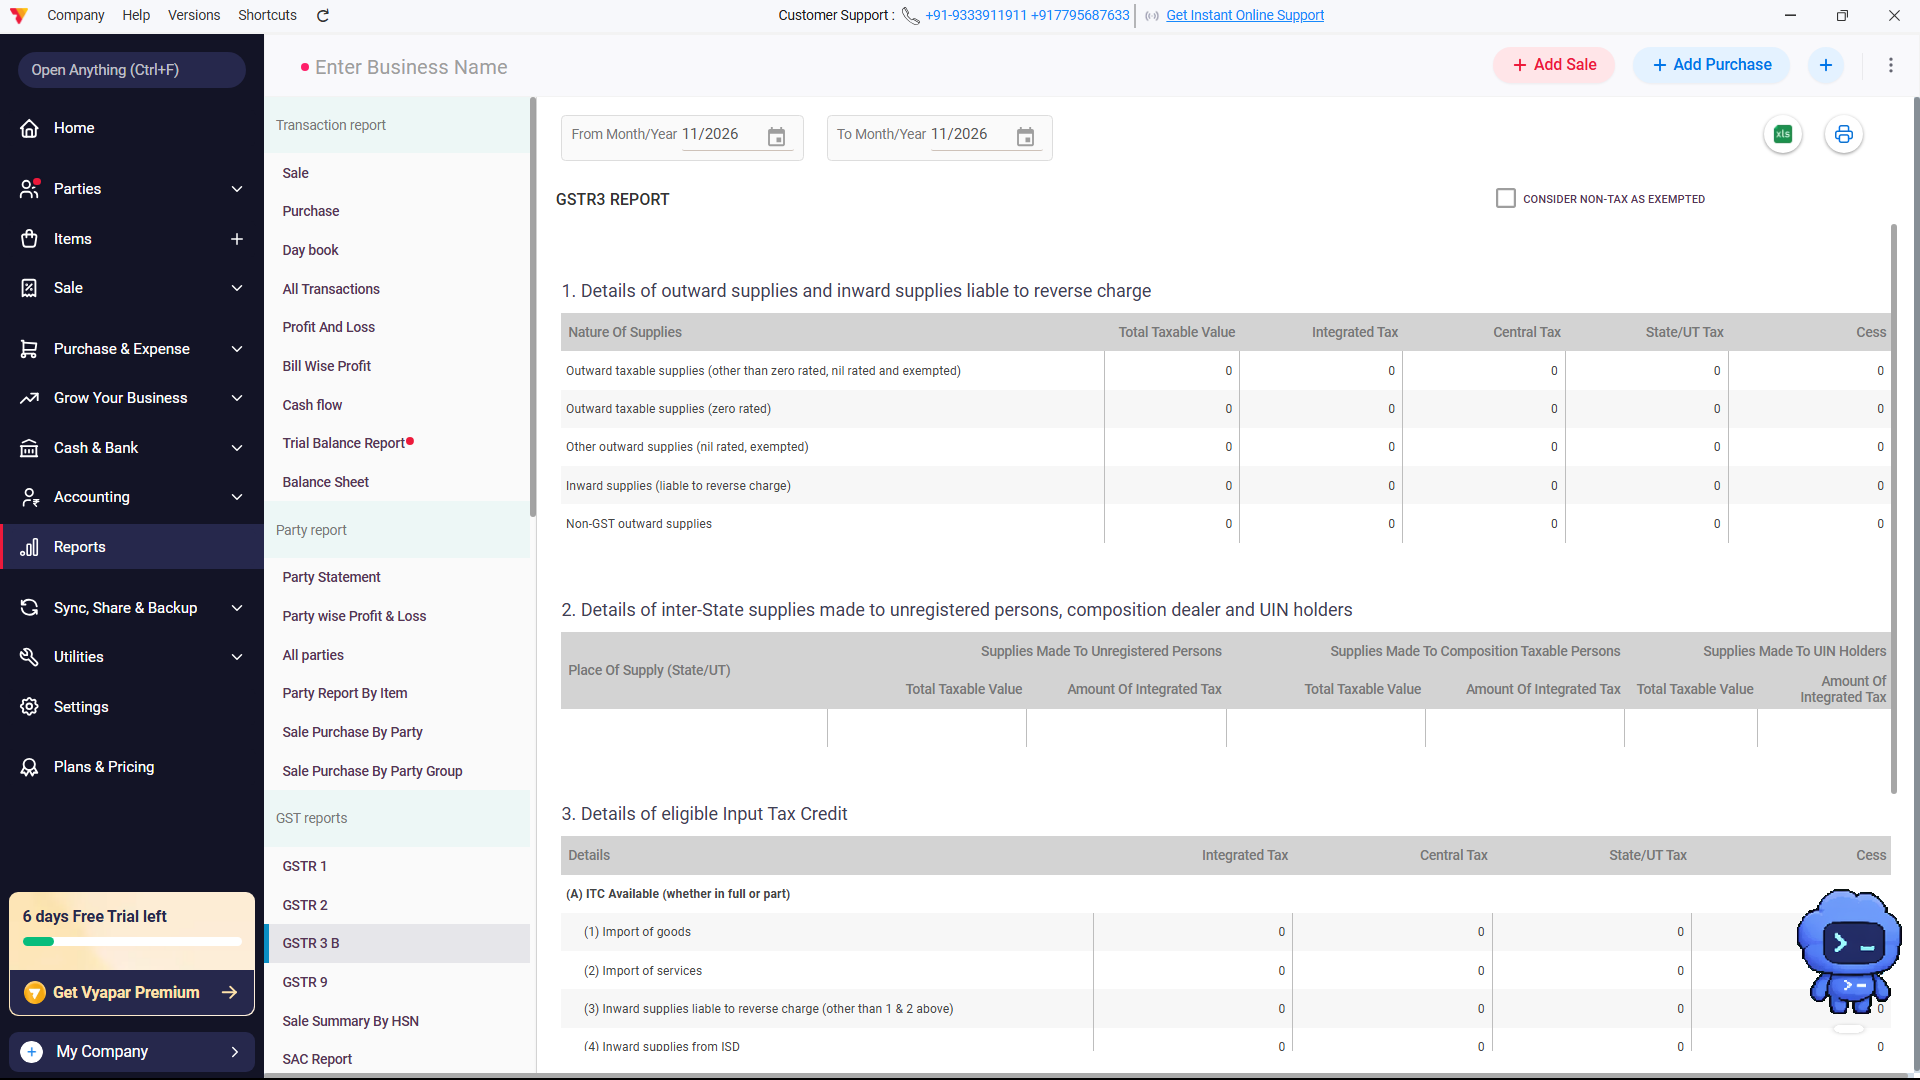 Company Help Versions Shortcuts
Customer Support : +91-9333911911 +917795687633 Get Instant Online Support
Open Anything (Ctrl+F)
Home
Parties
Items
Sale
Purchase & Expense
Grow Your Business
Cash & Bank
Accounting
Reports
Sync, Share & Backup
Utilities
Settings
Plans & Pricing
6 days Free Trial left
Get Vyapar Premium
My Company
Enter Business Name
Add Sale
Add Purchase
Transaction report
Sale
Purchase
Day book
All Transactions
Profit And Loss
Bill Wise Profit
Cash flow
Trial Balance Report
Balance Sheet
Party report
Party Statement
Party wise Profit & Loss
All parties
Party Report By Item
Sale Purchase By Party
Sale Purchase By Party Group
GST reports
GSTR 1
GSTR 2
GSTR 3 B
GSTR 9
Sale Summary By HSN
SAC Report
From Month/Year 11/2026 To Month/Year 11/2026
xls
GSTR3 REPORT
CONSIDER NON-TAX AS EXEMPTED
1. Details of outward supplies and inward supplies liable to reverse charge
Nature Of Supplies Total Taxable Value Integrated Tax Central Tax State/UT Tax Cess
Outward taxable supplies (other than zero rated, nil rated and exempted) 0 0 0 0 0
Outward taxable supplies (zero rated) 0 0 0 0 0
Other outward supplies (nil rated, exempted) 0 0 0 0 0
Inward supplies (liable to reverse charge) 0 0 0 0 0
Non-GST outward supplies 0 0 0 0 0
2. Details of inter-State supplies made to unregistered persons, composition dealer and UIN holders
Place Of Supply (State/UT) Supplies Made To Unregistered Persons Supplies Made To Composition Taxable Persons Supplies Made To UIN Holders
Total Taxable Value Amount Of Integrated Tax Total Taxable Value Amount Of Integrated Tax Total Taxable Value Amount Of Integrated Tax
3. Details of eligible Input Tax Credit
Details Integrated Tax Central Tax State/UT Tax Cess
(A) ITC Available (whether in full or part)
(1) Import of goods 0 0 0
(2) Import of services 0 0 0
(3) Inward supplies liable to reverse charge (other than 1 & 2 above) 0 0 0 0
(4) Inward supplies from ISD 0 0 0 0